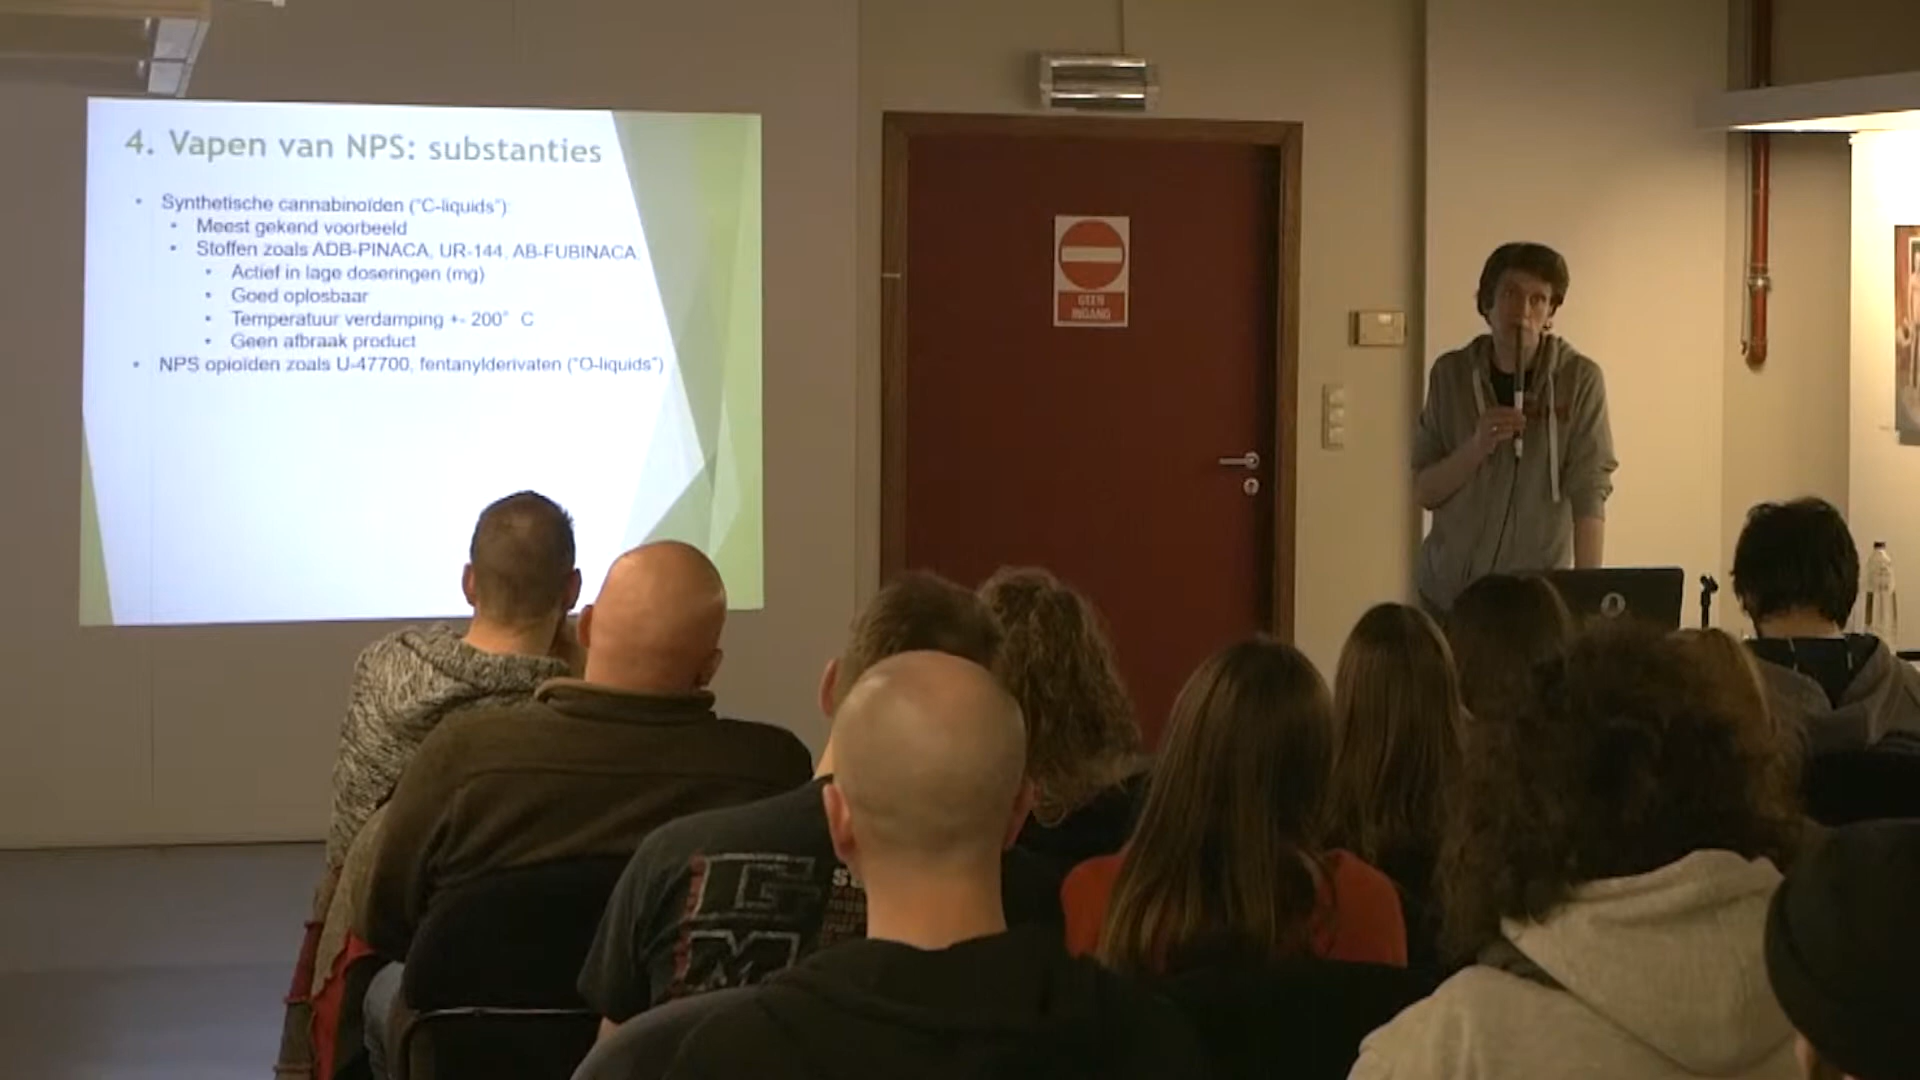 4. Vapen van NPS: substanties
• Synthetische cannabinoïden ("C-liquids")
• Meest gekend voorbeeld
• Stoffen zoals ADB-PINACA, UR-144, AB-FUBINACA
• Actief in lage doseringen (mg)
• Goed oplosbaar
• Temperatuur verdamping +- 200° C
• Geen afbraak product
• NPS opioïden zoals U-47700, fentanylderivaten ("O-liquids")
GEEN
INGANG
G
M